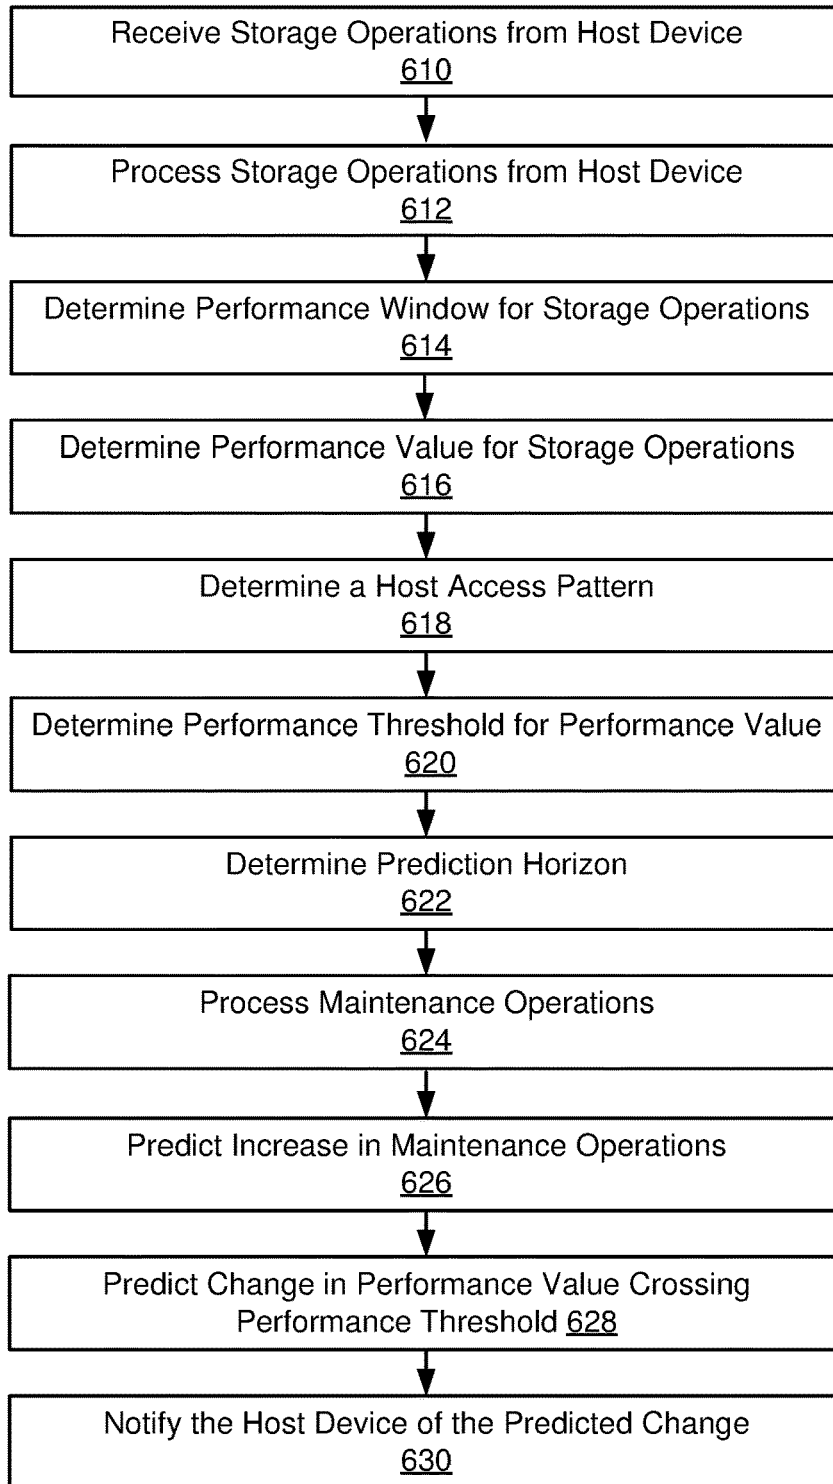 Receive Storage Operations from Host Device
610
Process Storage Operations from Host Device
612
Determine Performance Window for Storage Operations
614
Determine Performance Value for Storage Operations
616
Determine a Host Access Pattern
618
Determine Performance Threshold for Performance Value
620
Determine Prediction Horizon
622
Process Maintenance Operations
624
Predict Increase in Maintenance Operations
626
Predict Change in Performance Value Crossing
Performance Threshold 628
Notify the Host Device of the Predicted Change
630